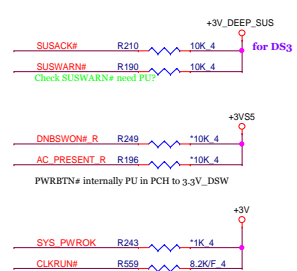 +3V_DEEP_SUS
SUSACK# R210 10K_4 for DS3
SUSWARN# R190 10K_4
Check SUSWARN# need PU?
+3VS5
DNBSWON#_R R249 *10K_4
AC_PRESENT_R R196 *10K_4
PWRBTN# internally PU in PCH to 3.3V_DSW
+3V
SYS_PWROK R243 *1K_4
CLKRUN# R559 8.2K/F_4